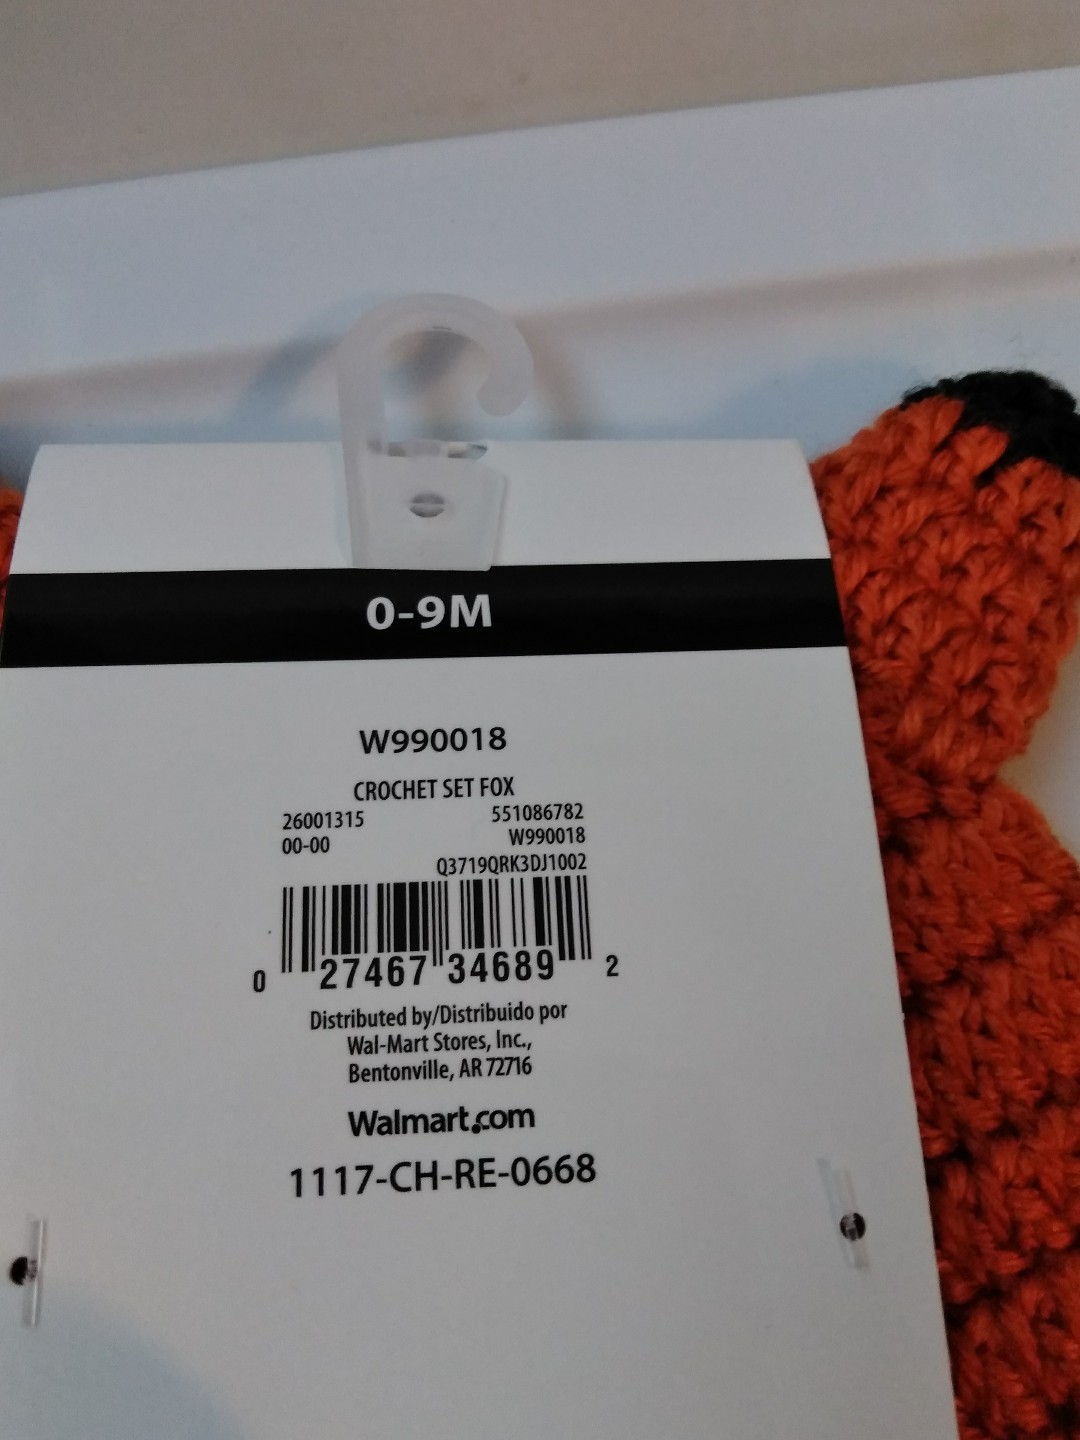 0-9M
W990018
CROCHET SET FOX
26001315 551086782
00-00 W990018
Q3719QRK3DJ1002
0 27467 34689 2
Distributed by/Distribuido por
Wal-Mart Stores, Inc.,
Bentonville, AR 72716
Walmart.com
1117-CH-RE-0668